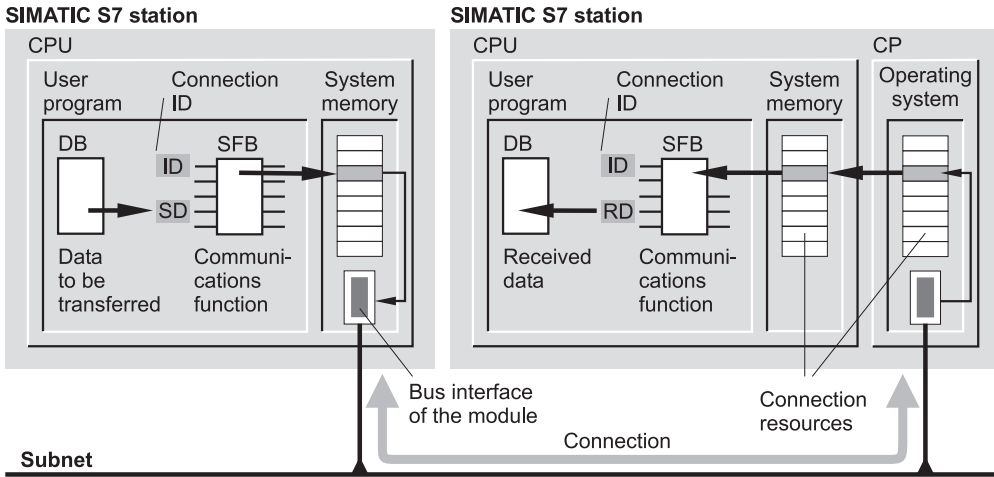 SIMATIC S7 station
CPU
User
program
Connection
ID
System
memory
DB
ID
SFB
SD
Data
to be
transferred
Communi-
cations
function
SIMATIC S7 station
CPU
User
program
Connection
ID
System
memory
CP
Operating
system
DB
ID
SFB
RD
Received
data
Communi-
cations
function
Bus interface
of the module
Connection
resources
Connection
Subnet